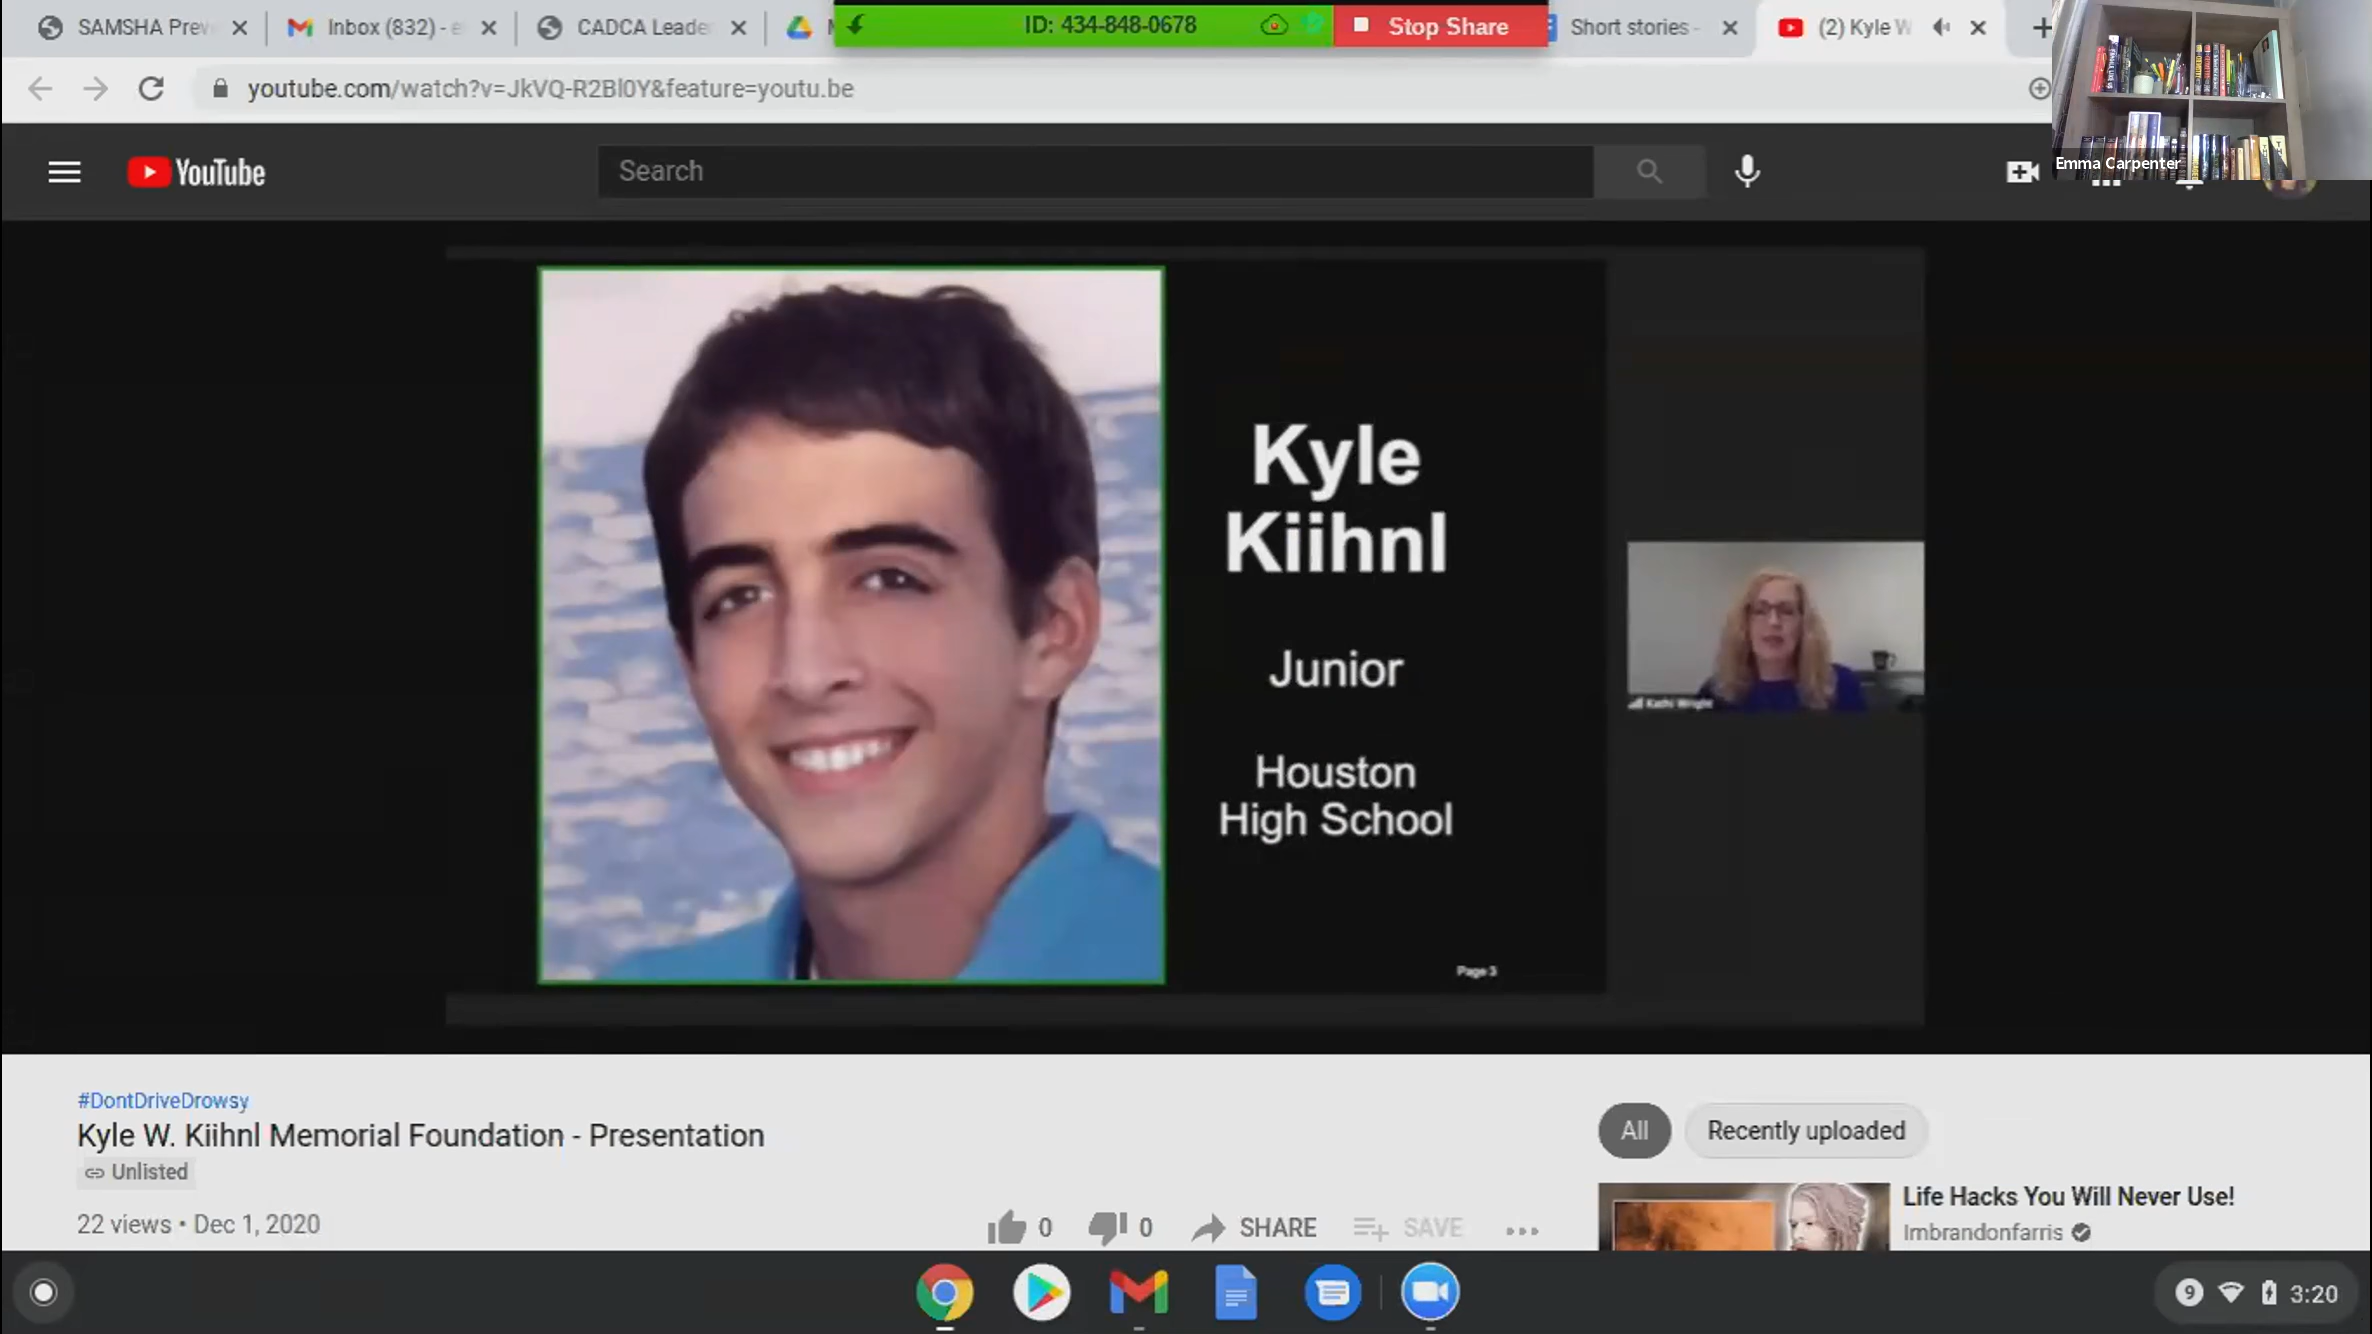 SAMSHA Prev
Inbox (832) - e
CADCA Leade
ID: 434-848-0678
Stop Share
Short stories -
(2) Kyle W
youtube.com/watch?v=JkVQ-R2Bl0Y&feature=youtu.be
YouTube
Search
Emma Carpenter
Kyle
Kiihnl
Junior
Houston
High School
Kathi Wright
Page 3
#DontDriveDrowsy
Kyle W. Kiihnl Memorial Foundation - Presentation
Unlisted
22 views • Dec 1, 2020
0
0
SHARE
SAVE
All
Recently uploaded
Life Hacks You Will Never Use!
Imbrandonfarris
9
3:20